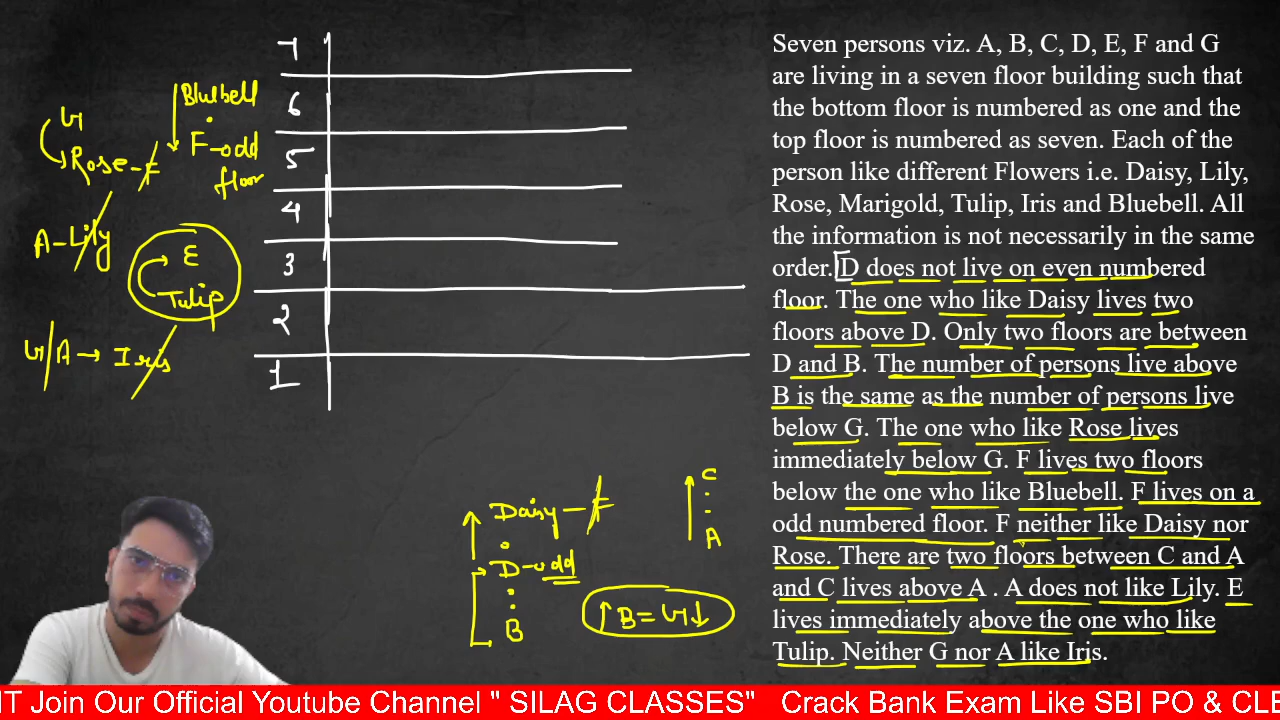 Seven persons viz. A, B, C, D, E, F and G
are living in a seven floor building such that
the bottom floor is numbered as one and the
top floor is numbered as seven. Each of the
person like different Flowers i.e. Daisy, Lily,
Rose, Marigold, Tulip, Iris and Bluebell. All
the information is not necessarily in the same
order. D does not live on even numbered
floor. The one who like Daisy lives two
floors above D. Only two floors are between
D and B. The number of persons live above
B is the same as the number of persons live
below G. The one who like Rose lives
immediately below G. F lives two floors
below the one who like Bluebell. F lives on a
odd numbered floor. F neither like Daisy nor
Rose. There are two floors between C and A
and C lives above A . A does not like Lily. E
lives immediately above the one who like
Tulip. Neither G nor A like Iris.
7
6
5
4
3
2
1
G
Rose - F
Bluebell
F-odd
floor
A-Lily
E
Tulip
G/A → Iris
Daisy - F
D-odd
B
↑B=G↓
C
A
IT Join Our Official Youtube Channel " SILAG CLASSES" Crack Bank Exam Like SBI PO & CLE